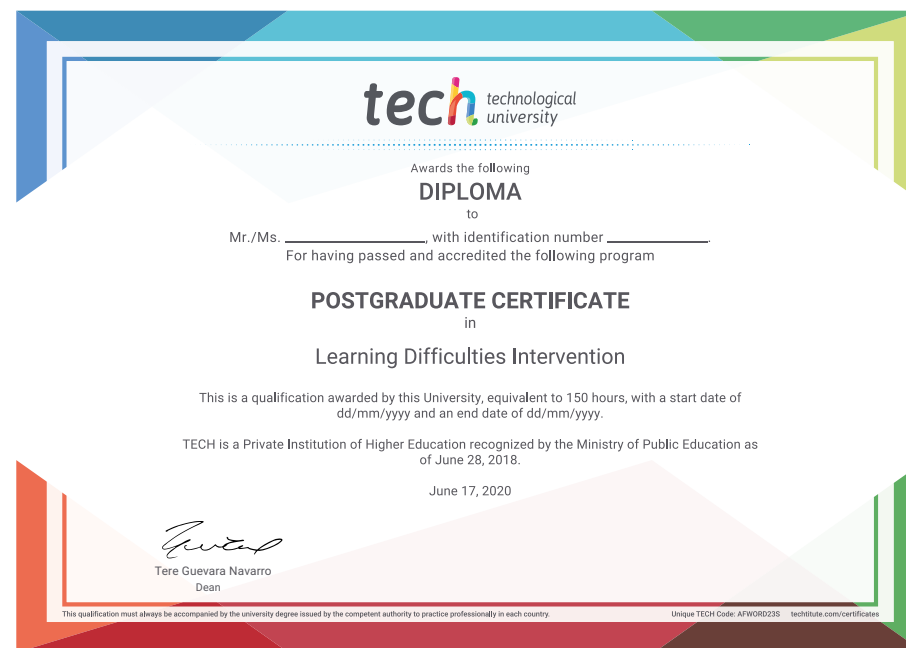 tech technological
university
Awards the following
DIPLOMA
to
Mr./Ms. ____________________, with identification number ______________.
For having passed and accredited the following program
POSTGRADUATE CERTIFICATE
in
Learning Difficulties Intervention
This is a qualification awarded by this University, equivalent to 150 hours, with a start date of
dd/mm/yyyy and an end date of dd/mm/yyyy.
TECH is a Private Institution of Higher Education recognized by the Ministry of Public Education as
of June 28, 2018.
June 17, 2020
Tere Guevara Navarro
Dean
This qualification must always be accompanied by the university degree issued by the competent authority to practice professionally in each country.
Unique TECH Code: AFWORD23S techtitute.com/certificates